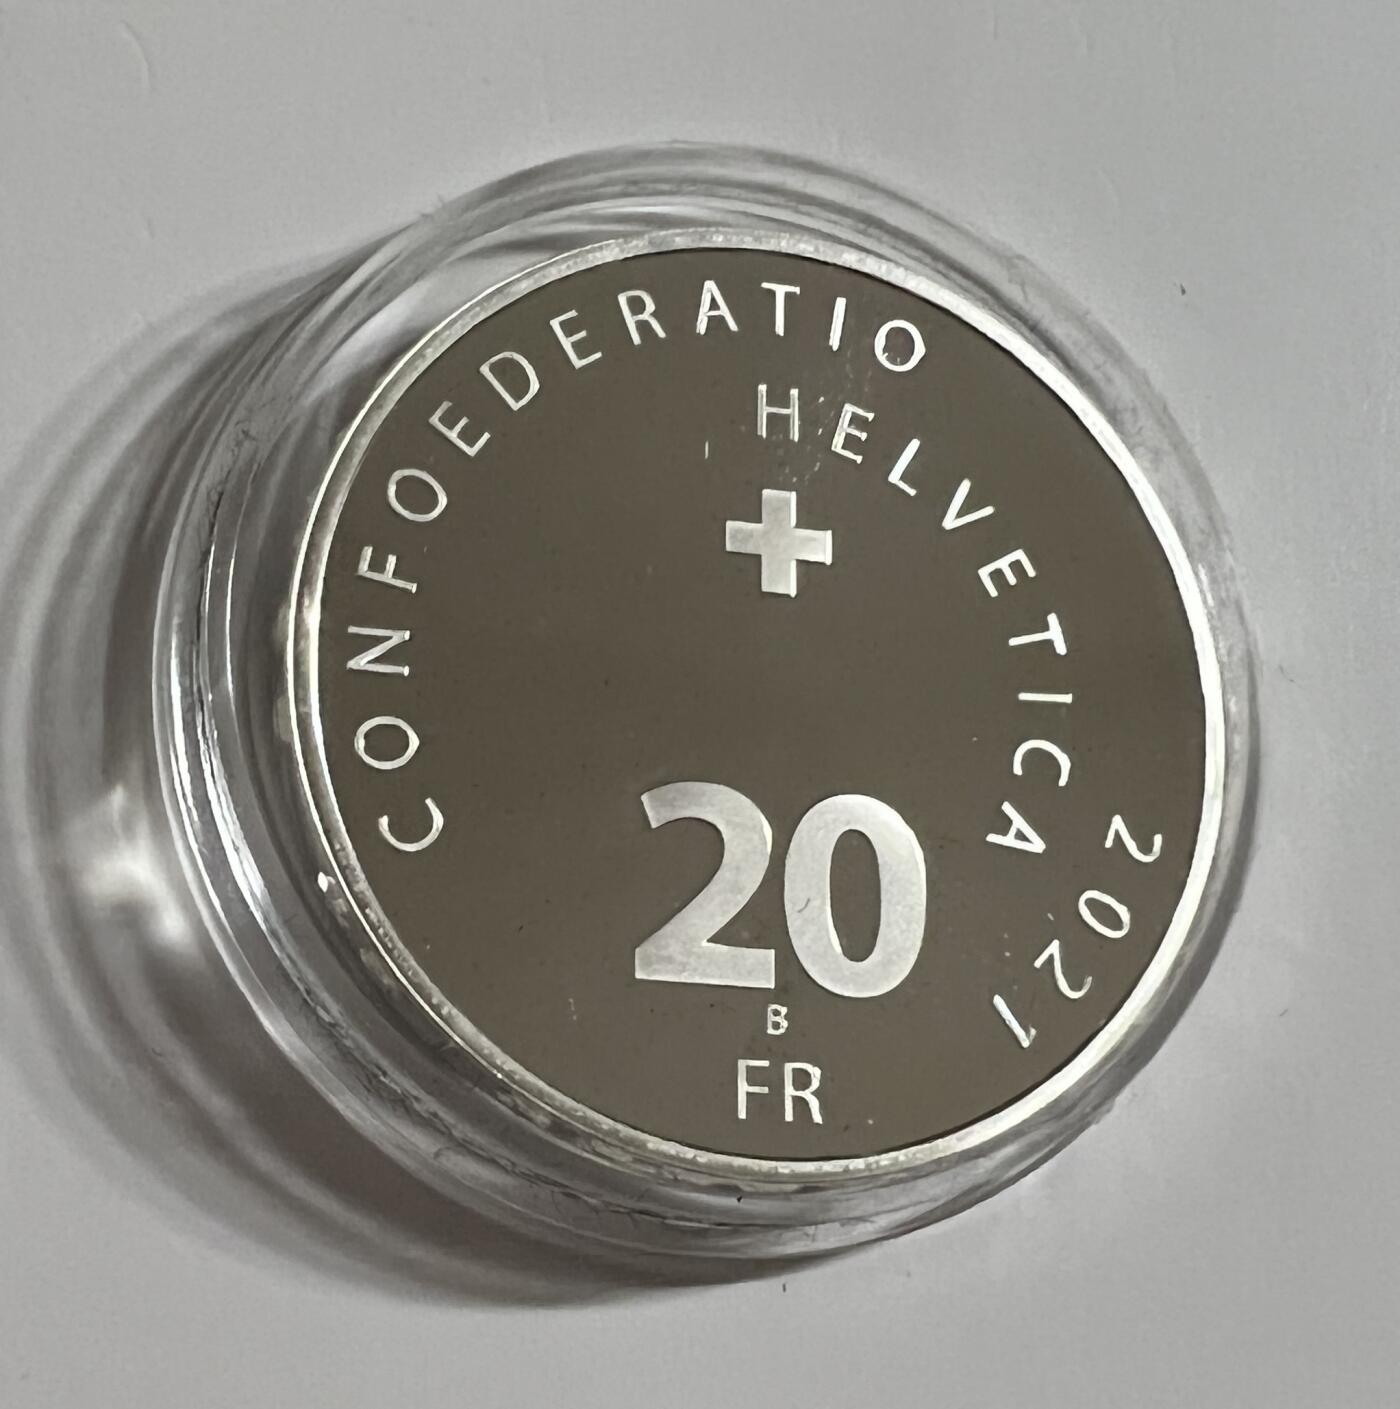 CONFOEDERATIO
HELVETICA
2021
20
B
FR